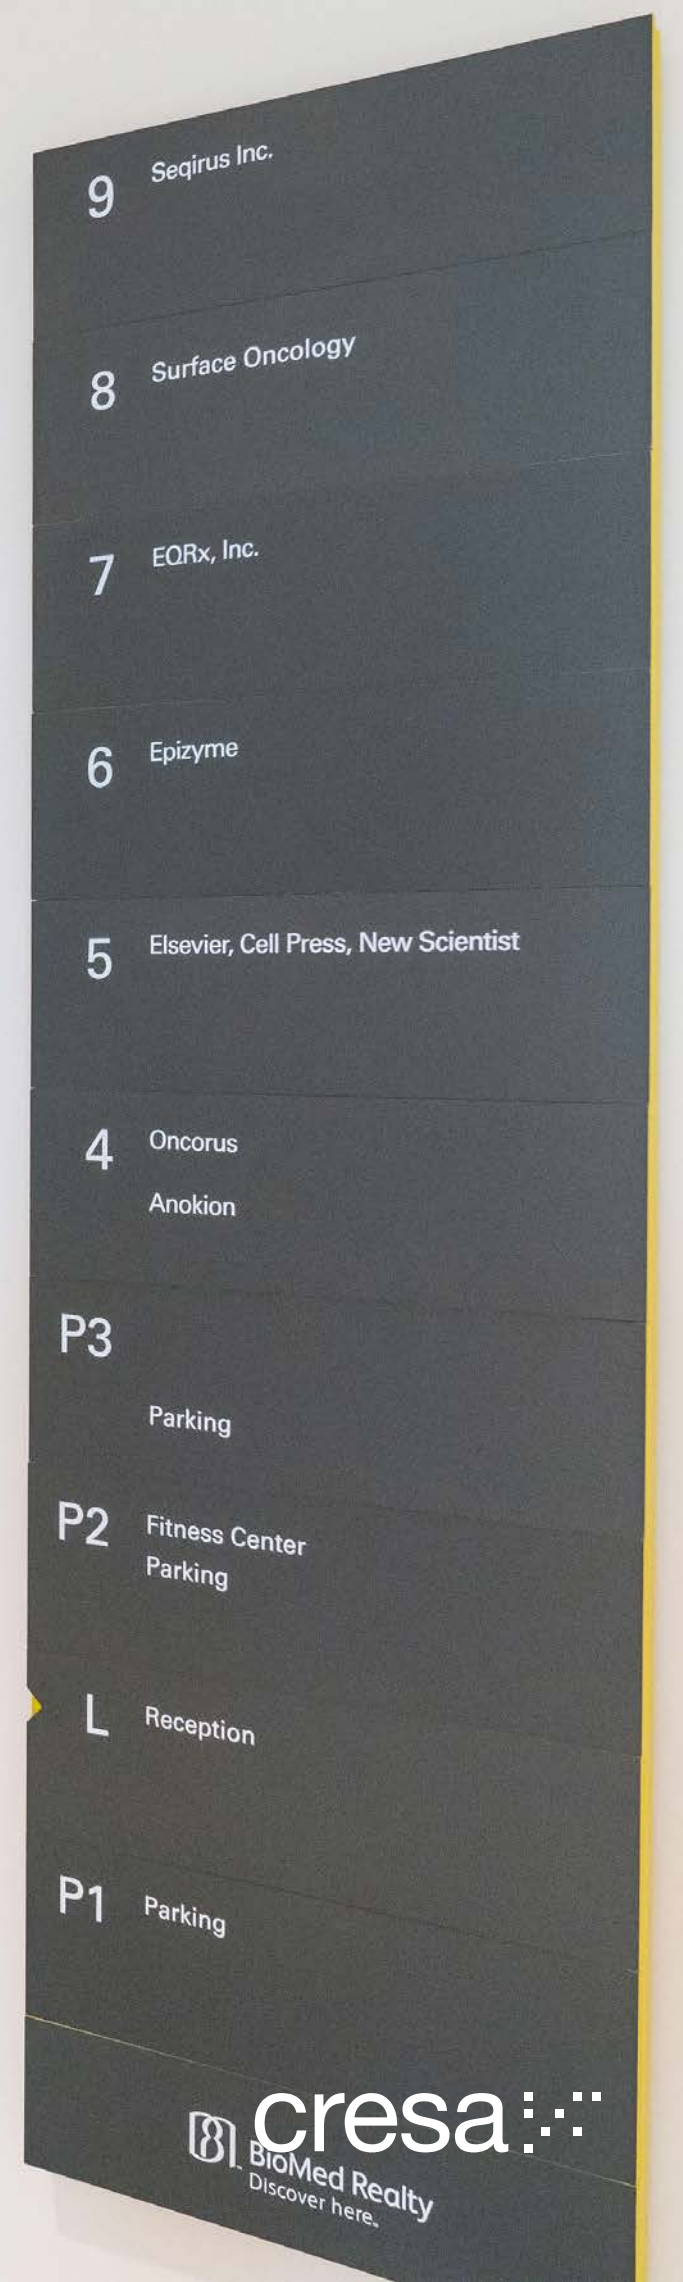 9 Seqirus Inc.
8 Surface Oncology
7 EQRx, Inc.
6 Epizyme
5 Elsevier, Cell Press, New Scientist
4 Oncorus
Anokion
P3
Parking
P2 Fitness Center
Parking
L Reception
P1 Parking
cresa
BioMed Realty
Discover here.